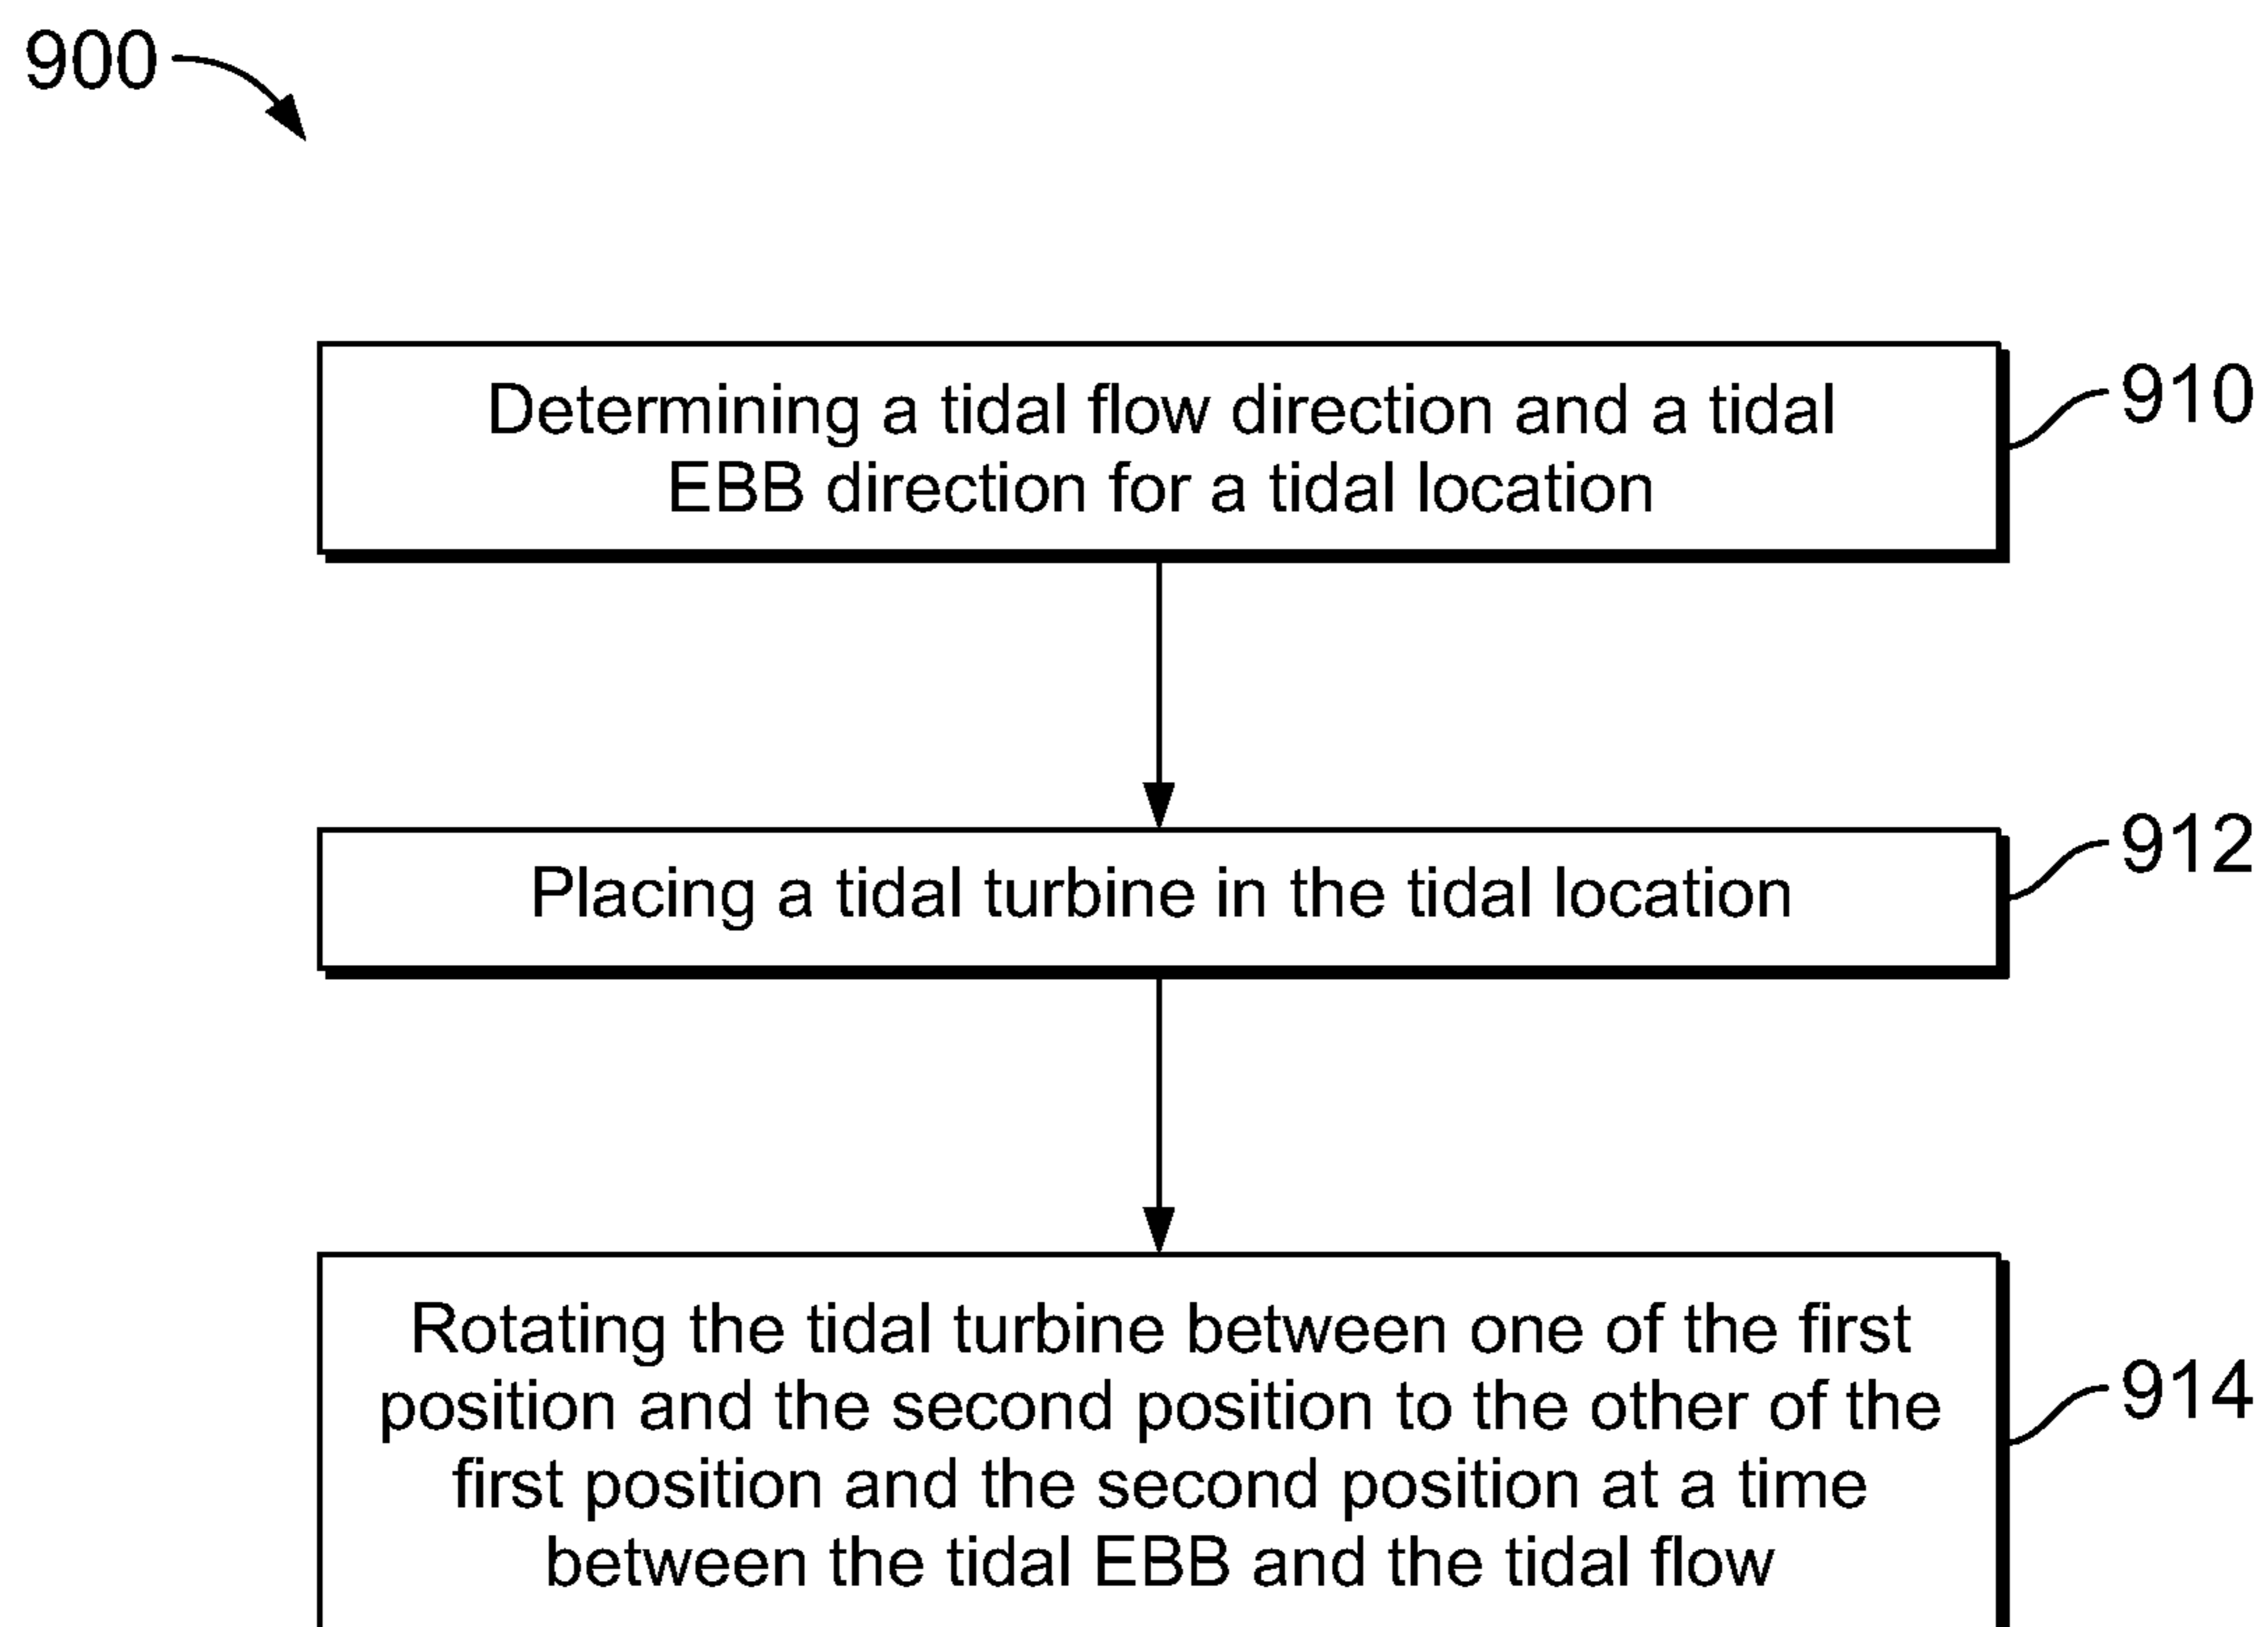 900
Determining a tidal flow direction and a tidal
EBB direction for a tidal location
910
Placing a tidal turbine in the tidal location
912
Rotating the tidal turbine between one of the first
position and the second position to the other of the
first position and the second position at a time
between the tidal EBB and the tidal flow
914